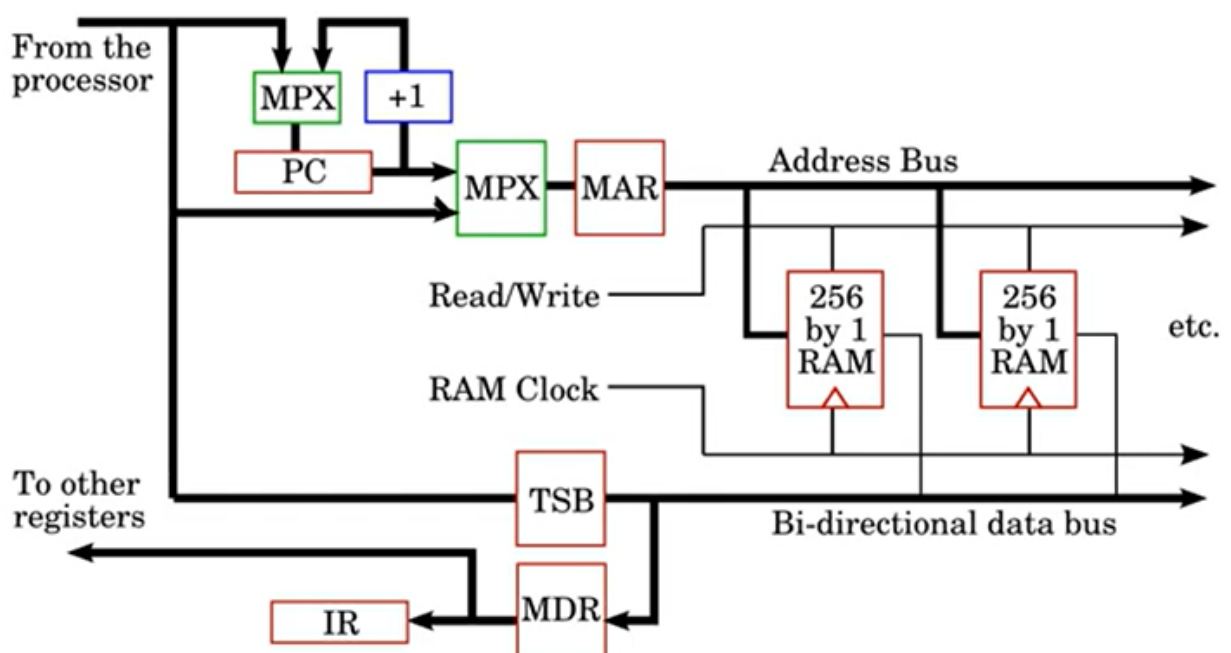 From the
processor
MPX
+1
PC
MPX
MAR
Address Bus
Read/Write
256
by 1
RAM
256
by 1
RAM
etc.
RAM Clock
To other
registers
TSB
Bi-directional data bus
MDR
IR